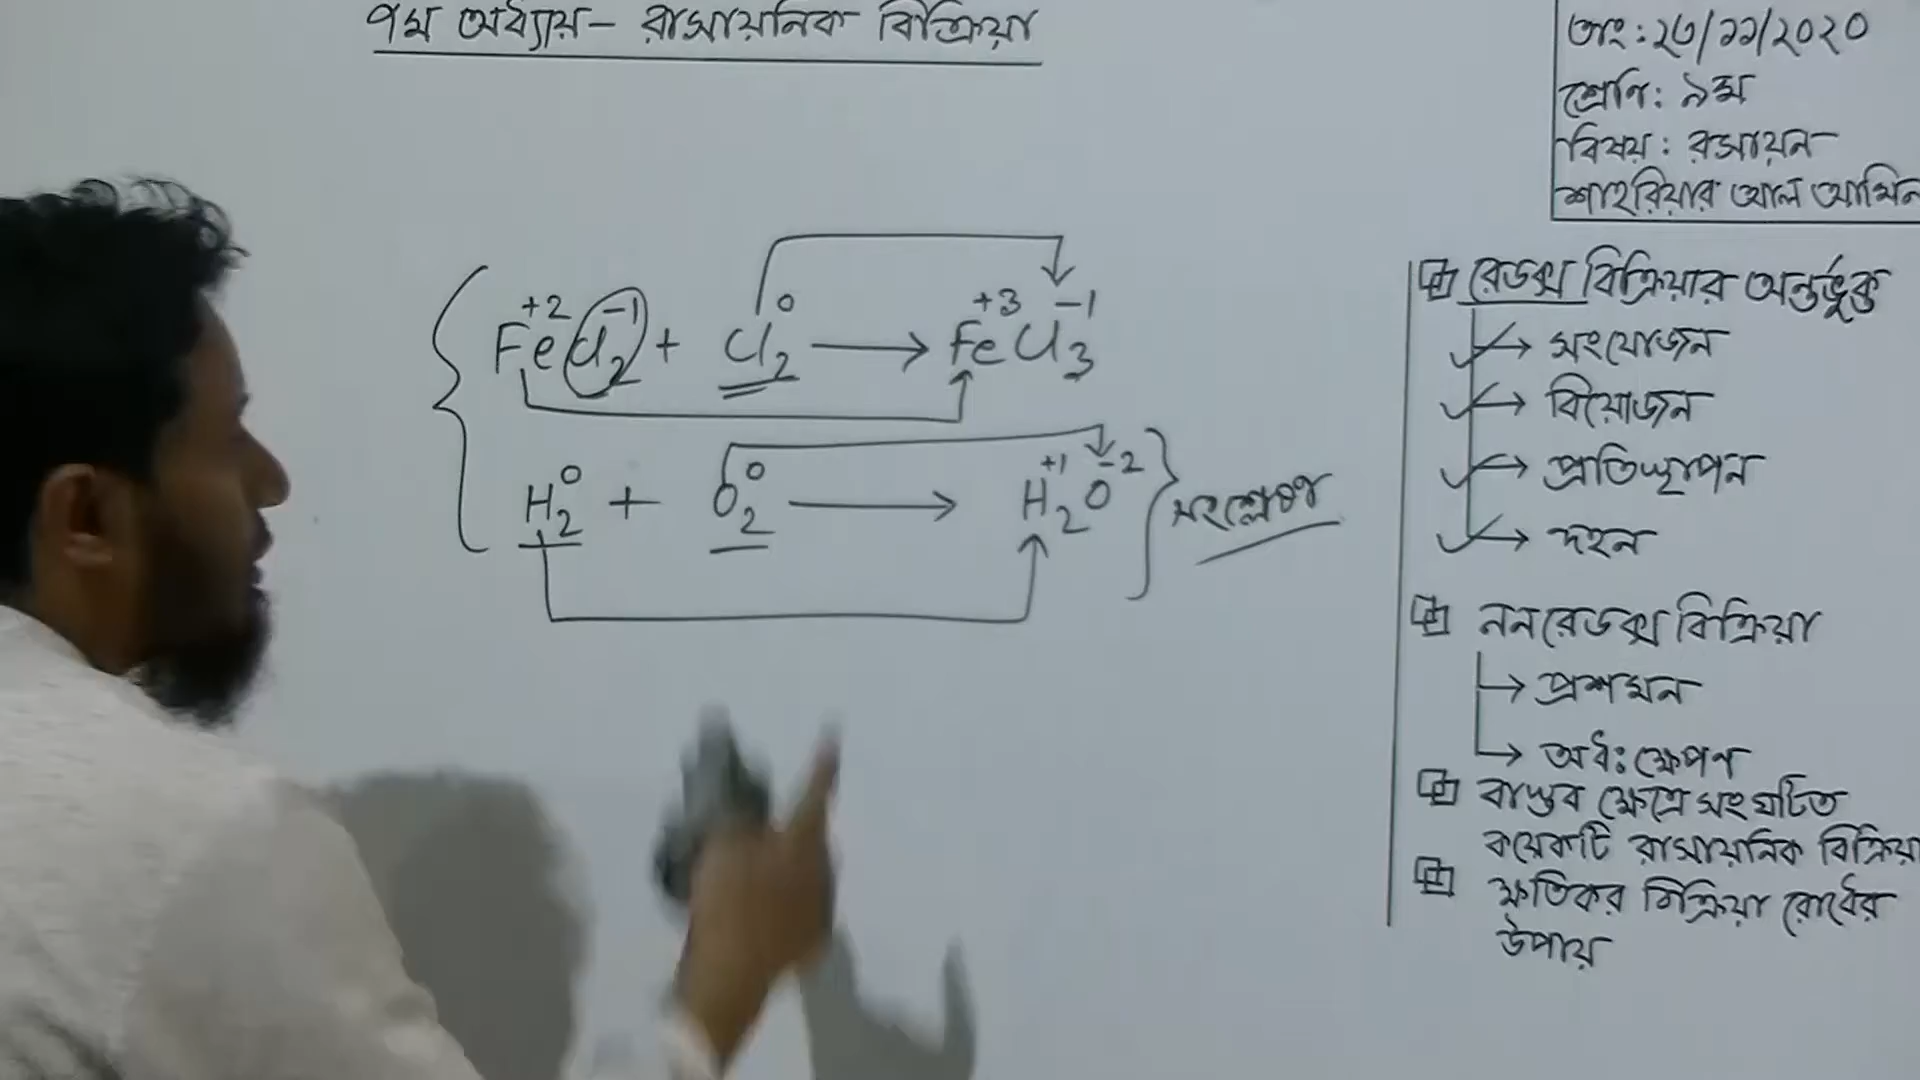 ৭ম অধ্যায় – রাসায়নিক বিক্রিয়া
তাং : ২৩/১১/২০২০
শ্রেণি : ৯ম
বিষয় : রসায়ন
শাহরিয়ার আল আমিন
+2 -1 0 +3 -1
FeCl₂ + Cl₂ → FeCl₃
0 0 +1 -2
H₂ + O₂ → H₂O
সংশ্লেষণ
রেডক্স বিক্রিয়ার অন্তর্ভূক্ত
→ সংযোজন
→ বিয়োজন
→ প্রতিস্থাপন
→ দহন
ননরেডক্স বিক্রিয়া
→ প্রশমন
→ অধঃক্ষেপণ
বাস্তব ক্ষেত্রে সংঘটিত
কয়েকটি রাসায়নিক বিক্রিয়া
ক্ষতিকর বিক্রিয়া রোধের
উপায়